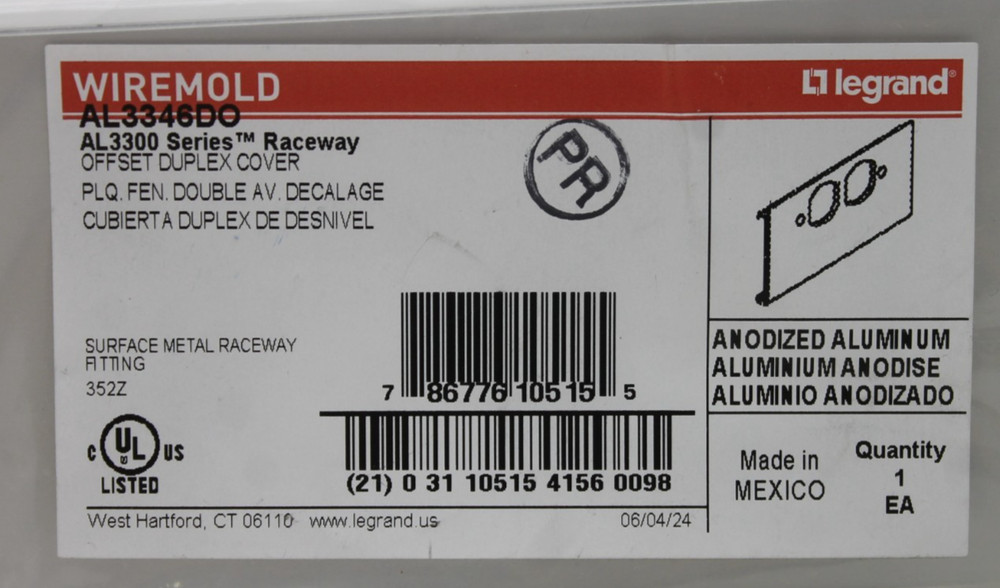 WIREMOLD
legrand®
AL3346DO
AL3300 Series™ Raceway
OFFSET DUPLEX COVER
PLQ. FEN. DOUBLE AV. DECALAGE
CUBIERTA DUPLEX DE DESNIVEL
PR
SURFACE METAL RACEWAY
FITTING
352Z
7 86776 10515 5
(21) 0 31 10515 4156 0098
C UL US
LISTED
West Hartford, CT 06110 www.legrand.us
06/04/24
ANODIZED ALUMINUM
ALUMINIUM ANODISE
ALUMINIO ANODIZADO
Made in
MEXICO
Quantity
1
EA